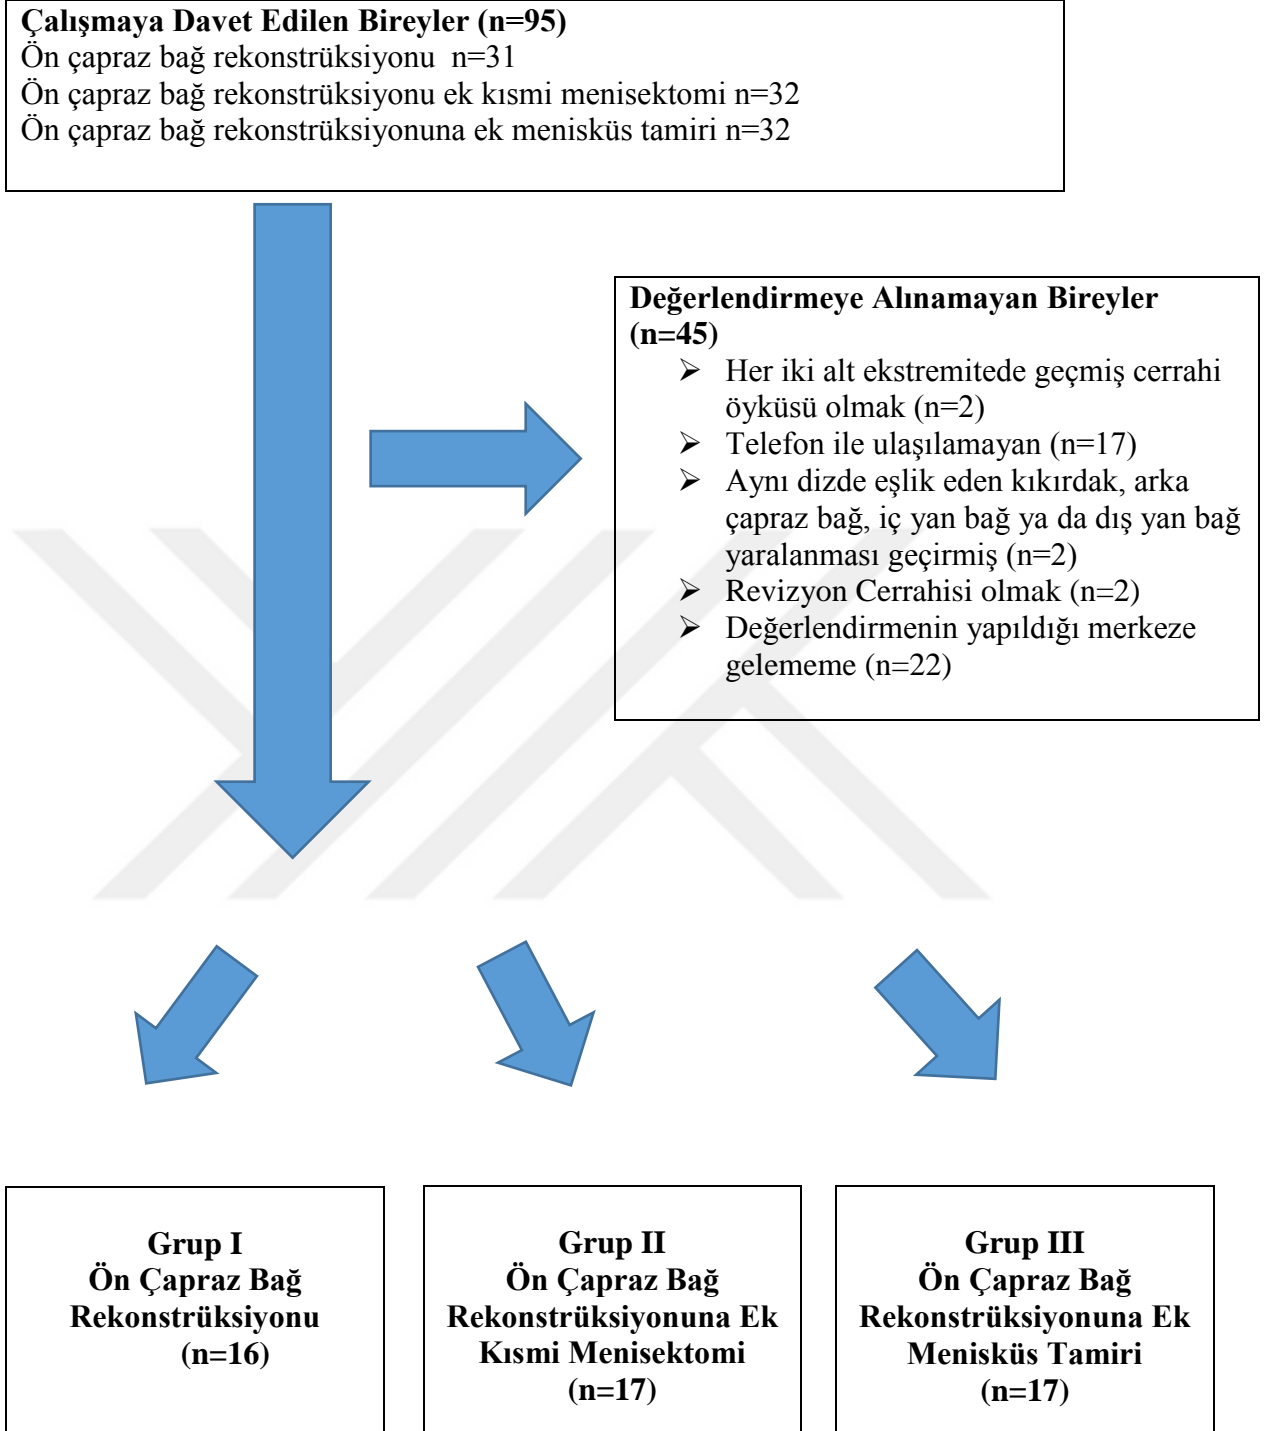 Çalışmaya Davet Edilen Bireyler (n=95)
Ön çapraz bağ rekonstrüksiyonu  n=31
Ön çapraz bağ rekonstrüksiyonu ek kısmi menisektomi n=32
Ön çapraz bağ rekonstrüksiyonuna ek menisküs tamiri n=32
Değerlendirmeye Alınamayan Bireyler
(n=45)
➢ Her iki alt ekstremitede geçmiş cerrahi
öyküsü olmak (n=2)
➢ Telefon ile ulaşılamayan (n=17)
➢ Aynı dizde eşlik eden kıkırdak, arka
çapraz bağ, iç yan bağ ya da dış yan bağ
yaralanması geçirmiş (n=2)
➢ Revizyon Cerrahisi olmak (n=2)
➢ Değerlendirmenin yapıldığı merkeze
gelememe (n=22)
Grup I
Ön Çapraz Bağ
Rekonstrüksiyonu
(n=16)
Grup II
Ön Çapraz Bağ
Rekonstrüksiyonuna Ek
Kısmi Menisektomi
(n=17)
Grup III
Ön Çapraz Bağ
Rekonstrüksiyonuna Ek
Menisküs Tamiri
(n=17)